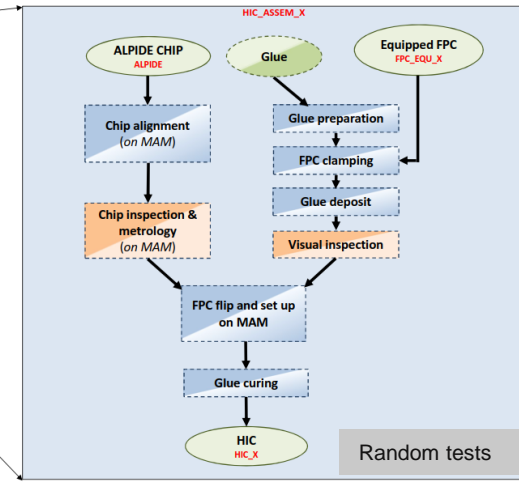 HIC_ASSEM_X
ALPIDE CHIP
ALPIDE
Glue
Equipped FPC
FPC_EQU_X
Chip alignment
(on MAM)
Glue preparation
FPC clamping
Glue deposit
Chip inspection &
metrology
(on MAM)
Visual inspection
FPC flip and set up
on MAM
Glue curing
HIC
HIC_X
Random tests